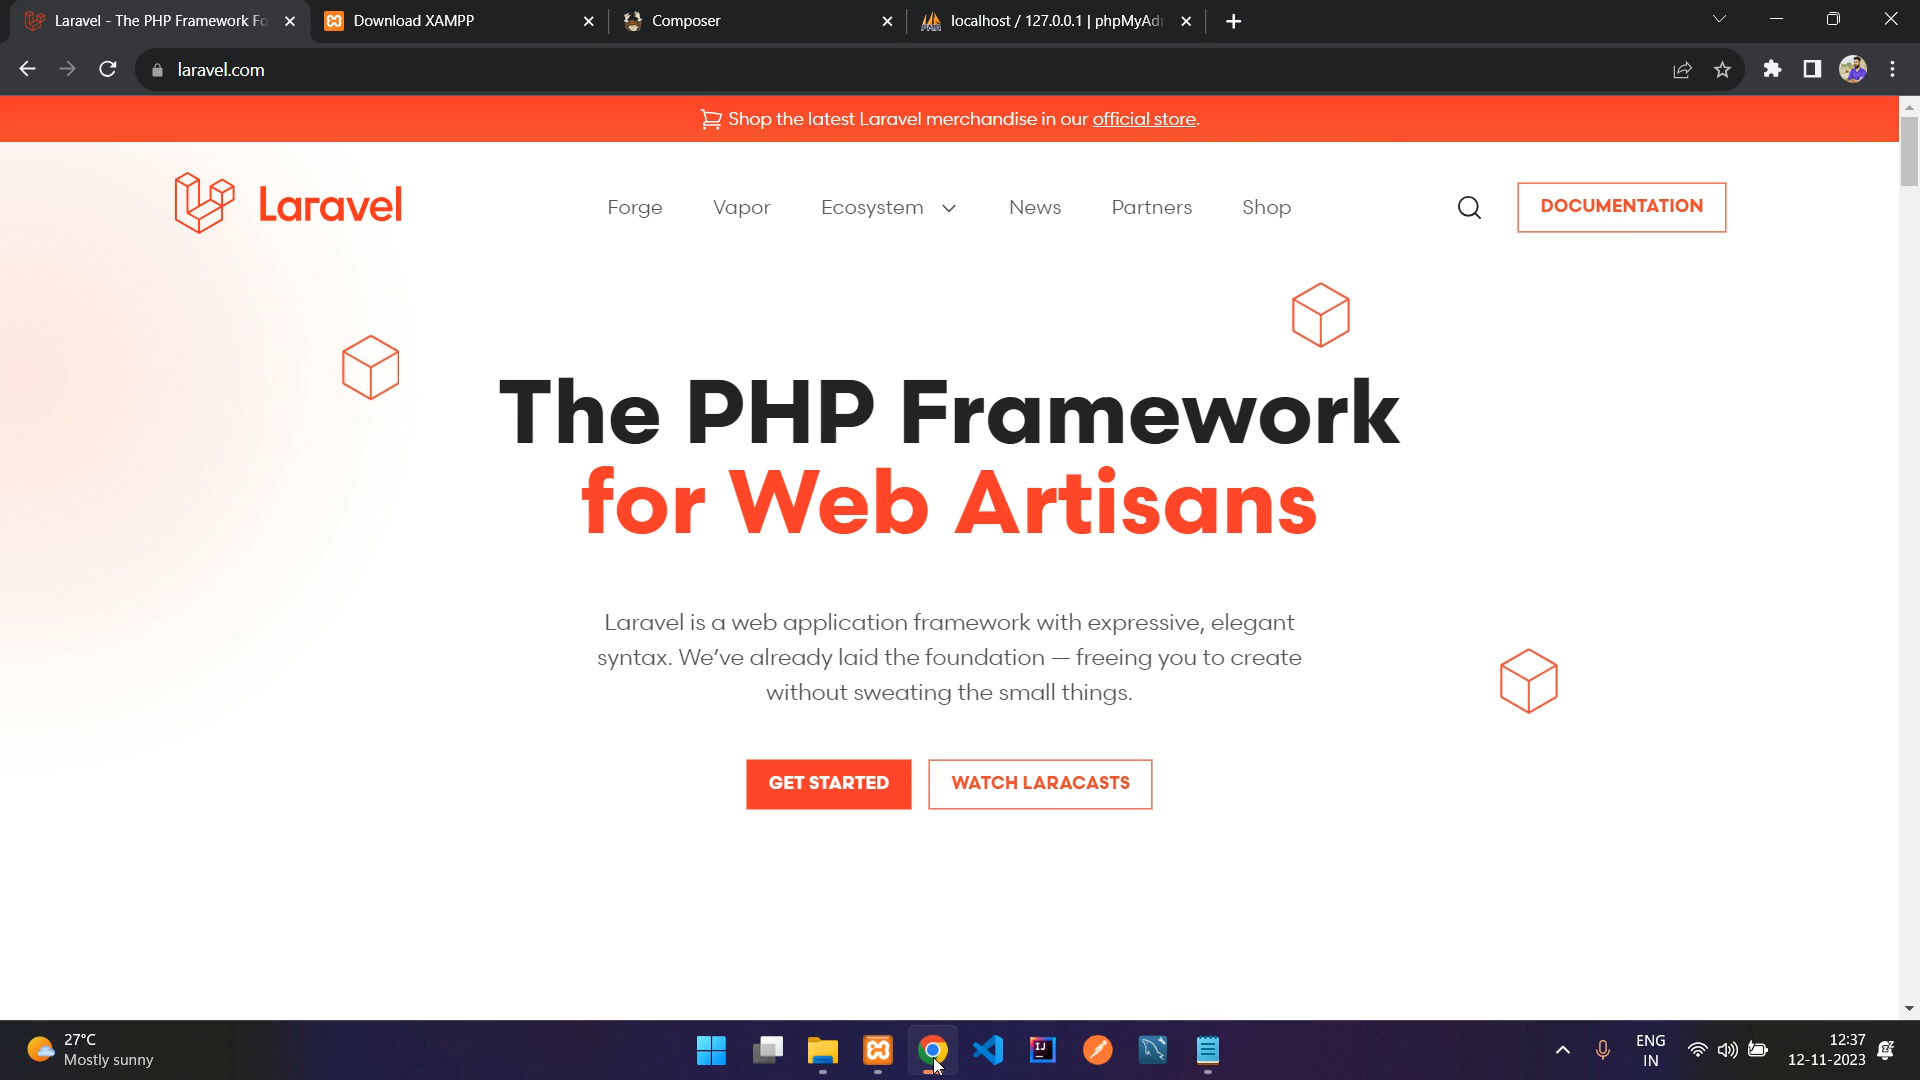 Laravel - The PHP Framework Fo
Download XAMPP
Composer
localhost / 127.0.0.1 | phpMyAdr
laravel.com
Shop the latest Laravel merchandise in our official store.
Laravel
Forge
Vapor
Ecosystem
News
Partners
Shop
DOCUMENTATION
The PHP Framework
for Web Artisans
Laravel is a web application framework with expressive, elegant
syntax. We've already laid the foundation — freeing you to create
without sweating the small things.
GET STARTED
WATCH LARACASTS
27°C
Mostly sunny
ENG
IN
12:37
12-11-2023